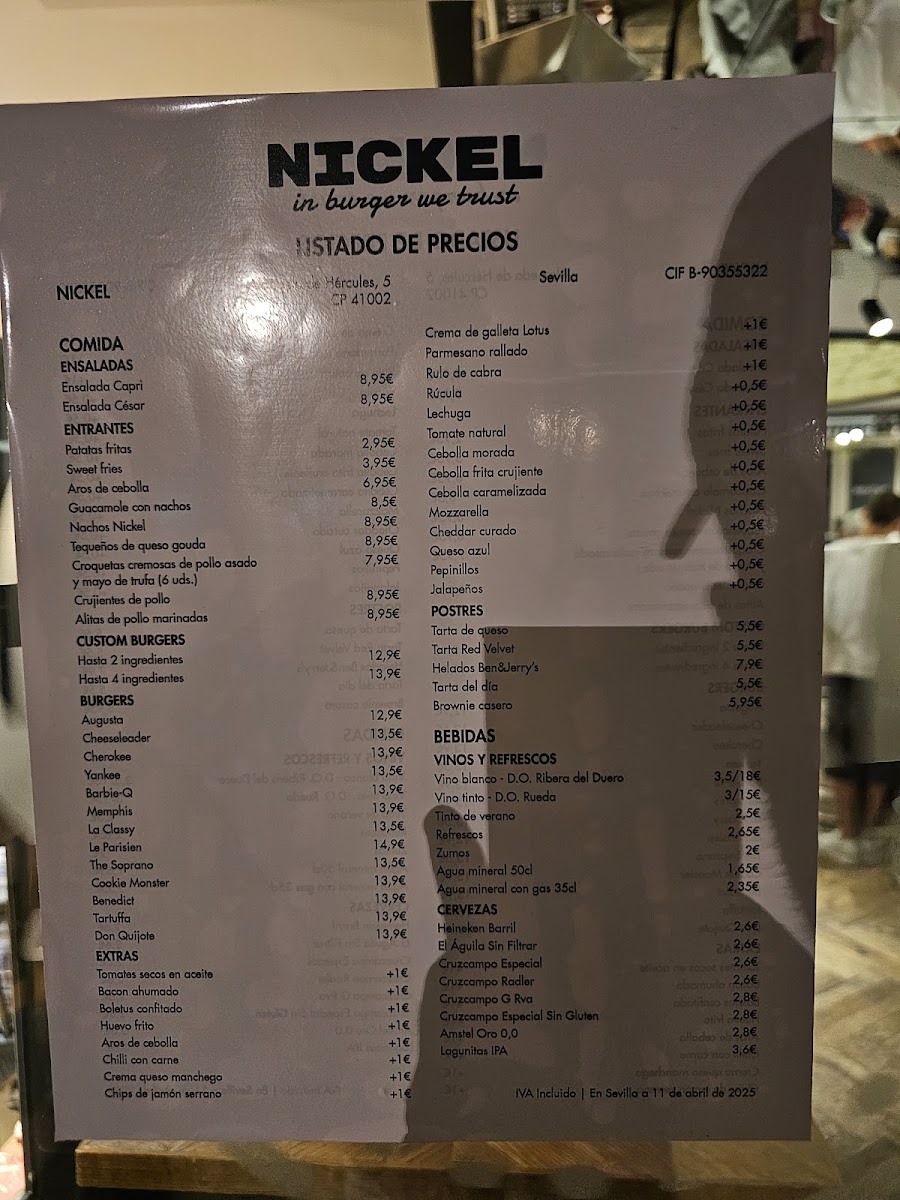 NICKEL
in burger we trust
LISTADO DE PRECIOS
NICKEL
de Hércules, 5
CP 41002
Sevilla
CIF B-90355322
COMIDA
ENSALADAS
Ensalada Capri 8,95€
Ensalada César 8,95€
ENTRANTES
Patatas fritas 2,95€
Sweet fries 3,95€
Aros de cebolla 6,95€
Guacamole con nachos 8,5€
Nachos Nickel 8,95€
Tequeños de queso gouda 8,95€
Croquetas cremosas de pollo asado 7,95€
y mayo de trufa (6 uds.)
Crujientes de pollo 8,95€
Alitas de pollo marinadas 8,95€
CUSTOM BURGERS
Hasta 2 ingredientes 12,9€
Hasta 4 ingredientes 13,9€
BURGERS
Augusta 12,9€
Cheeseleader 13,5€
Cherokee 13,9€
Yankee 13,5€
Barbie-Q 13,9€
Memphis 13,9€
La Classy 13,5€
Le Parisien 14,9€
The Soprano 13,5€
Cookie Monster 13,9€
Benedict 13,9€
Tartuffa 13,9€
Don Quijote 13,9€
EXTRAS
Tomates secos en aceite +1€
Bacon ahumado +1€
Boletus confitado +1€
Huevo frito +1€
Aros de cebolla +1€
Chilli con carne +1€
Crema queso manchego +1€
Chips de jamón serrano +1€
Crema de galleta Lotus +1€
Parmesano rallado +1€
Rulo de cabra +1€
Rúcula +0,5€
Lechuga +0,5€
Tomate natural +0,5€
Cebolla morada +0,5€
Cebolla frita crujiente +0,5€
Cebolla caramelizada +0,5€
Mozzarella +0,5€
Cheddar curado +0,5€
Queso azul +0,5€
Pepinillos +0,5€
Jalapeños +0,5€
POSTRES
Tarta de queso 5,5€
Tarta Red Velvet 5,5€
Helados Ben&Jerry's 7,9€
Tarta del día 5,5€
Brownie casero 5,95€
BEBIDAS
VINOS Y REFRESCOS
Vino blanco - D.O. Ribera del Duero 3,5/18€
Vino tinto - D.O. Rueda 3/15€
Tinto de verano 2,5€
Refrescos 2,65€
Zumos 2€
Agua mineral 50cl 1,65€
Agua mineral con gas 35cl 2,35€
CERVEZAS
Heineken Barril 2,6€
El Águila Sin Filtrar 2,6€
Cruzcampo Especial 2,6€
Cruzcampo Radler 2,6€
Cruzcampo G Rva 2,8€
Cruzcampo Especial Sin Gluten 2,8€
Amstel Oro 0,0 2,8€
Lagunitas IPA 3,6€
IVA Incluido | En Sevilla a 11 de abril de 2025